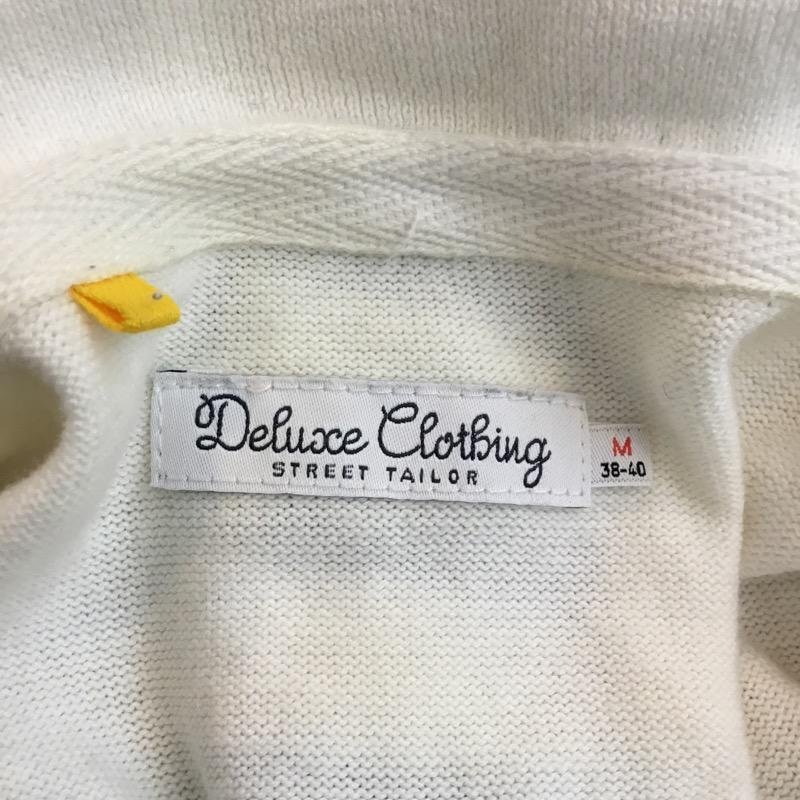 Deluxe Clothing
STREET TAILOR
M
38-40